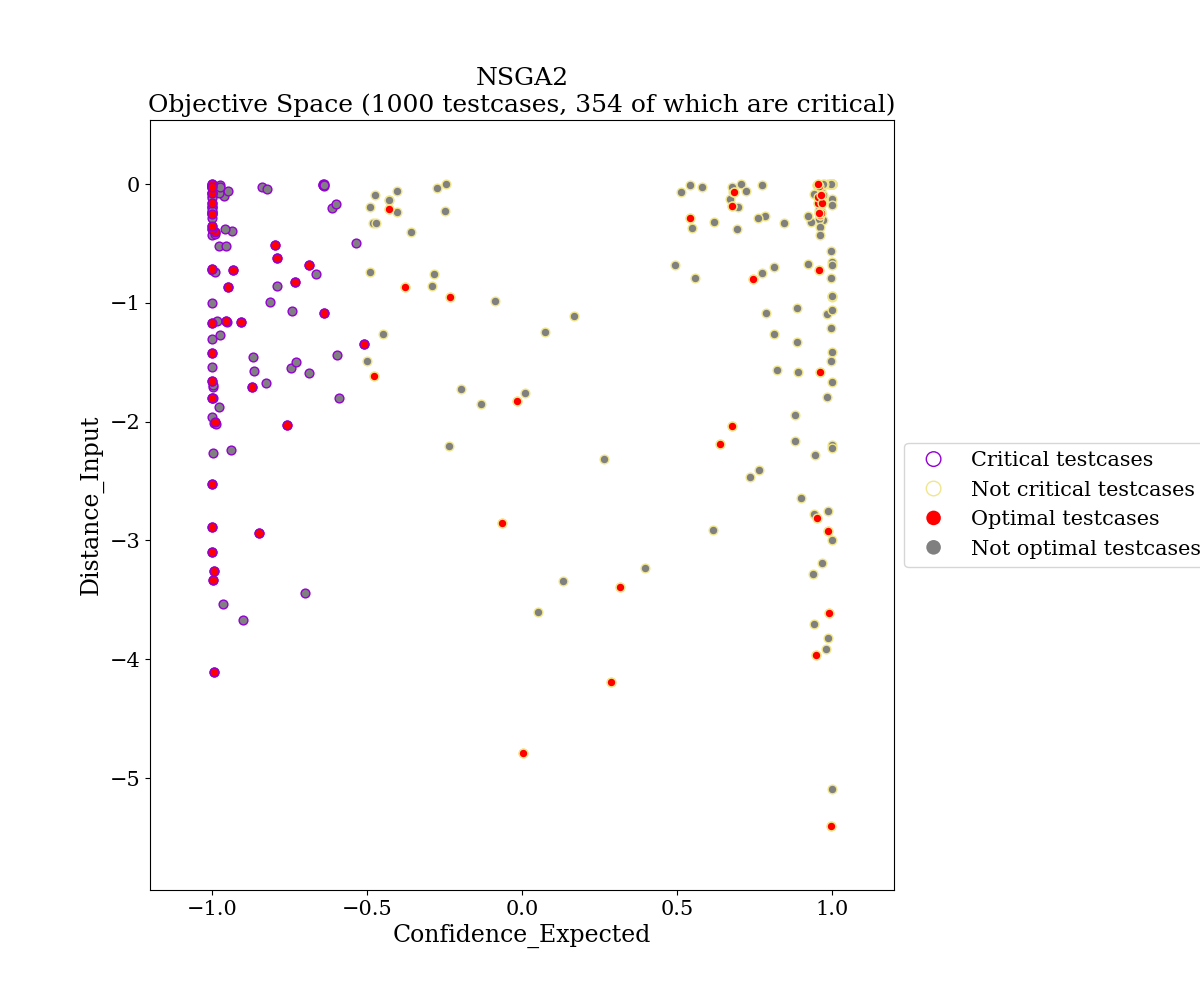 NSGA2
Objective Space (1000 testcases, 354 of which are critical)
0
−1
−2
−3
−4
−5
Distance_Input
−1.0
−0.5
0.0
0.5
1.0
Confidence_Expected
Critical testcases
Not critical testcases
Optimal testcases
Not optimal testcases